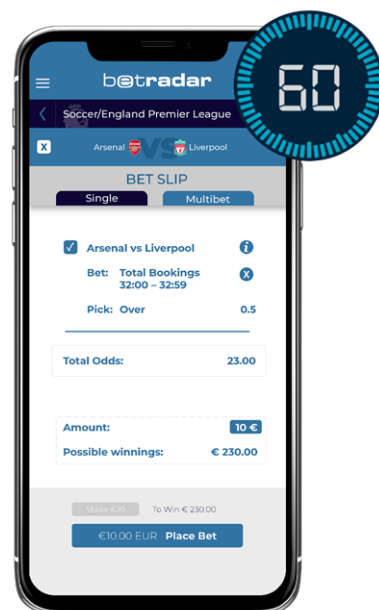 60
betradar
Soccer/England Premier League
X Arsenal VS Liverpool
BET SLIP
Single Multibet
Arsenal vs Liverpool i
Bet: Total Bookings X
32:00 – 32:59
Pick: Over 0.5
Total Odds: 23.00
Amount: 10 €
Possible winnings: € 230.00
Stake €10 To Win € 230.00
€10.00 EUR Place Bet